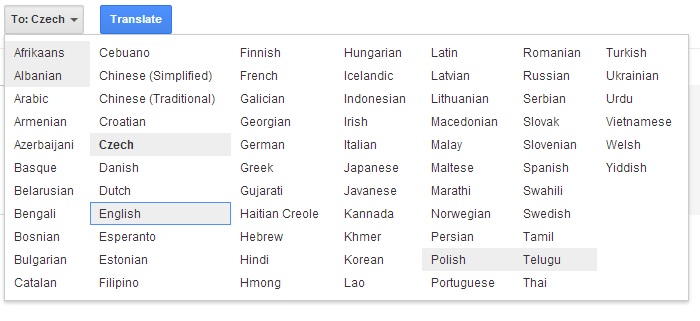 To: Czech Translate
Afrikaans Cebuano Finnish Hungarian Latin Romanian Turkish
Albanian Chinese (Simplified) French Icelandic Latvian Russian Ukrainian
Arabic Chinese (Traditional) Galician Indonesian Lithuanian Serbian Urdu
Armenian Croatian Georgian Irish Macedonian Slovak Vietnamese
Azerbaijani Czech German Italian Malay Slovenian Welsh
Basque Danish Greek Japanese Maltese Spanish Yiddish
Belarusian Dutch Gujarati Javanese Marathi Swahili
Bengali English Haitian Creole Kannada Norwegian Swedish
Bosnian Esperanto Hebrew Khmer Persian Tamil
Bulgarian Estonian Hindi Korean Polish Telugu
Catalan Filipino Hmong Lao Portuguese Thai